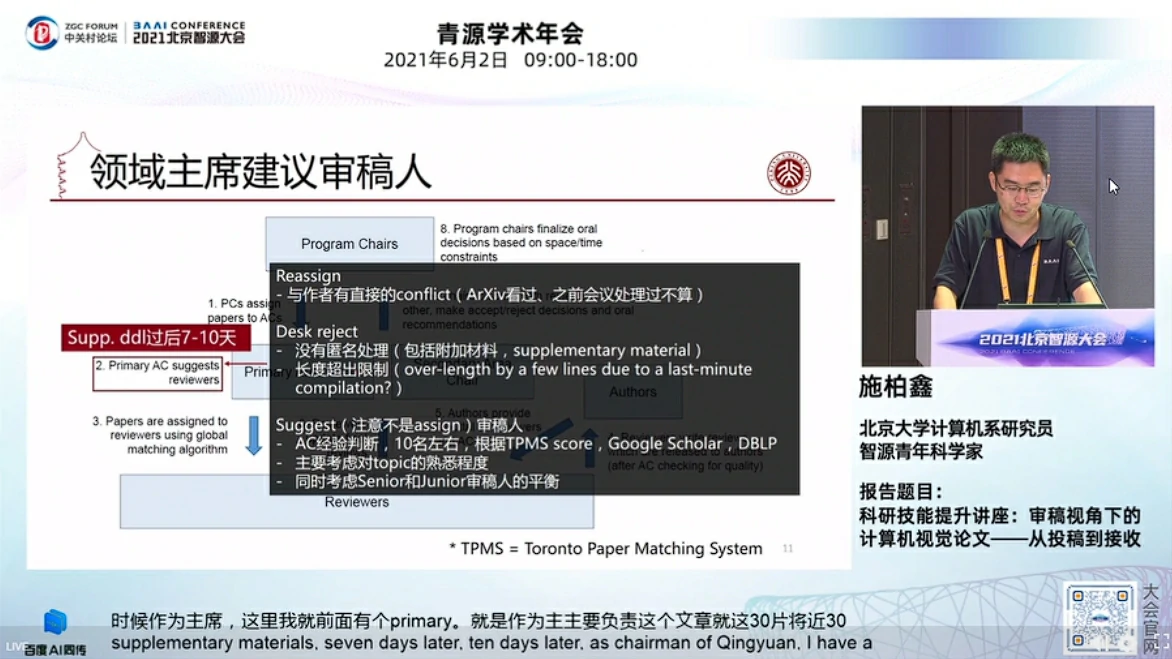 ZGC FORUM
中关村论坛
BAAI CONFERENCE
2021北京智源大会
青源学术年会
2021年6月2日 09:00-18:00
领域主席建议审稿人
Program Chairs
8. Program chairs finalize oral
decisions based on space/time
constraints
1. PCs assign
papers to ACs
other, make accept/reject decisions and oral
recommendations
Reassign
- 与作者有直接的conflict（ArXiv看过、之前会议处理过不算）
Desk reject
- 没有匿名处理（包括附加材料，supplementary material）
- 长度超出限制（over-length by a few lines due to a last-minute
compilation?）
Suggest（注意不是assign）审稿人
- AC经验判断，10名左右，根据TPMS score，Google Scholar，DBLP
- 主要考虑对topic的熟悉程度
- 同时考虑Senior和Junior审稿人的平衡
Supp. ddl过后7-10天
2. Primary AC suggests
reviewers
Primary
Chair
Authors
3. Papers are assigned to
reviewers using global
matching algorithm
5. Authors provide
(after AC checking for quality)
Reviewers
* TPMS = Toronto Paper Matching System
11
2021北京智源大会
施柏鑫
北京大学计算机系研究员
智源青年科学家
报告题目：
科研技能提升讲座：审稿视角下的
计算机视觉论文——从投稿到接收
时候作为主席，这里我就前面有个primary。就是作为主主要负责这个文章就这30片将近30
supplementary materials, seven days later, ten days later, as chairman of Qingyuan, I have a
LIVE
百度AI同传
大会官网